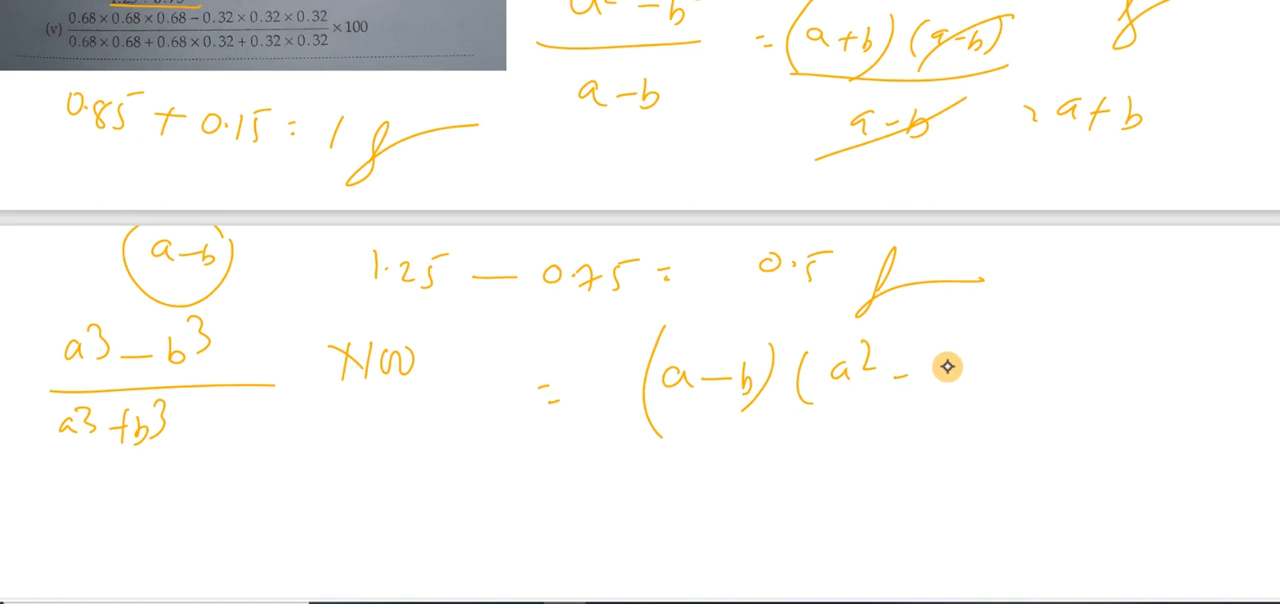 (v) 0.68 × 0.68 × 0.68 − 0.32 × 0.32 × 0.32 / 0.68 × 0.68 + 0.68 × 0.32 + 0.32 × 0.32 × 100
a - b = (a+b) (a-b)
a-b a-b = a+b
0.85 + 0.15 = 1
(a-b) 1.25 - 0.75 = 0.5
a3 - b3 ×100 = (a-b) (a2 -
a3 + b3